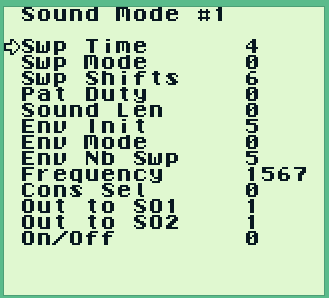 Sound Mode #1
Swp Time 4
Swp Mode 0
Swp Shifts 6
Pat Duty 0
Sound Len 0
Env Init 5
Env Mode 0
Env Nb Swp 5
Frequency 1567
Cons Sel 0
Out to SO1 1
Out to SO2 1
On/Off 0